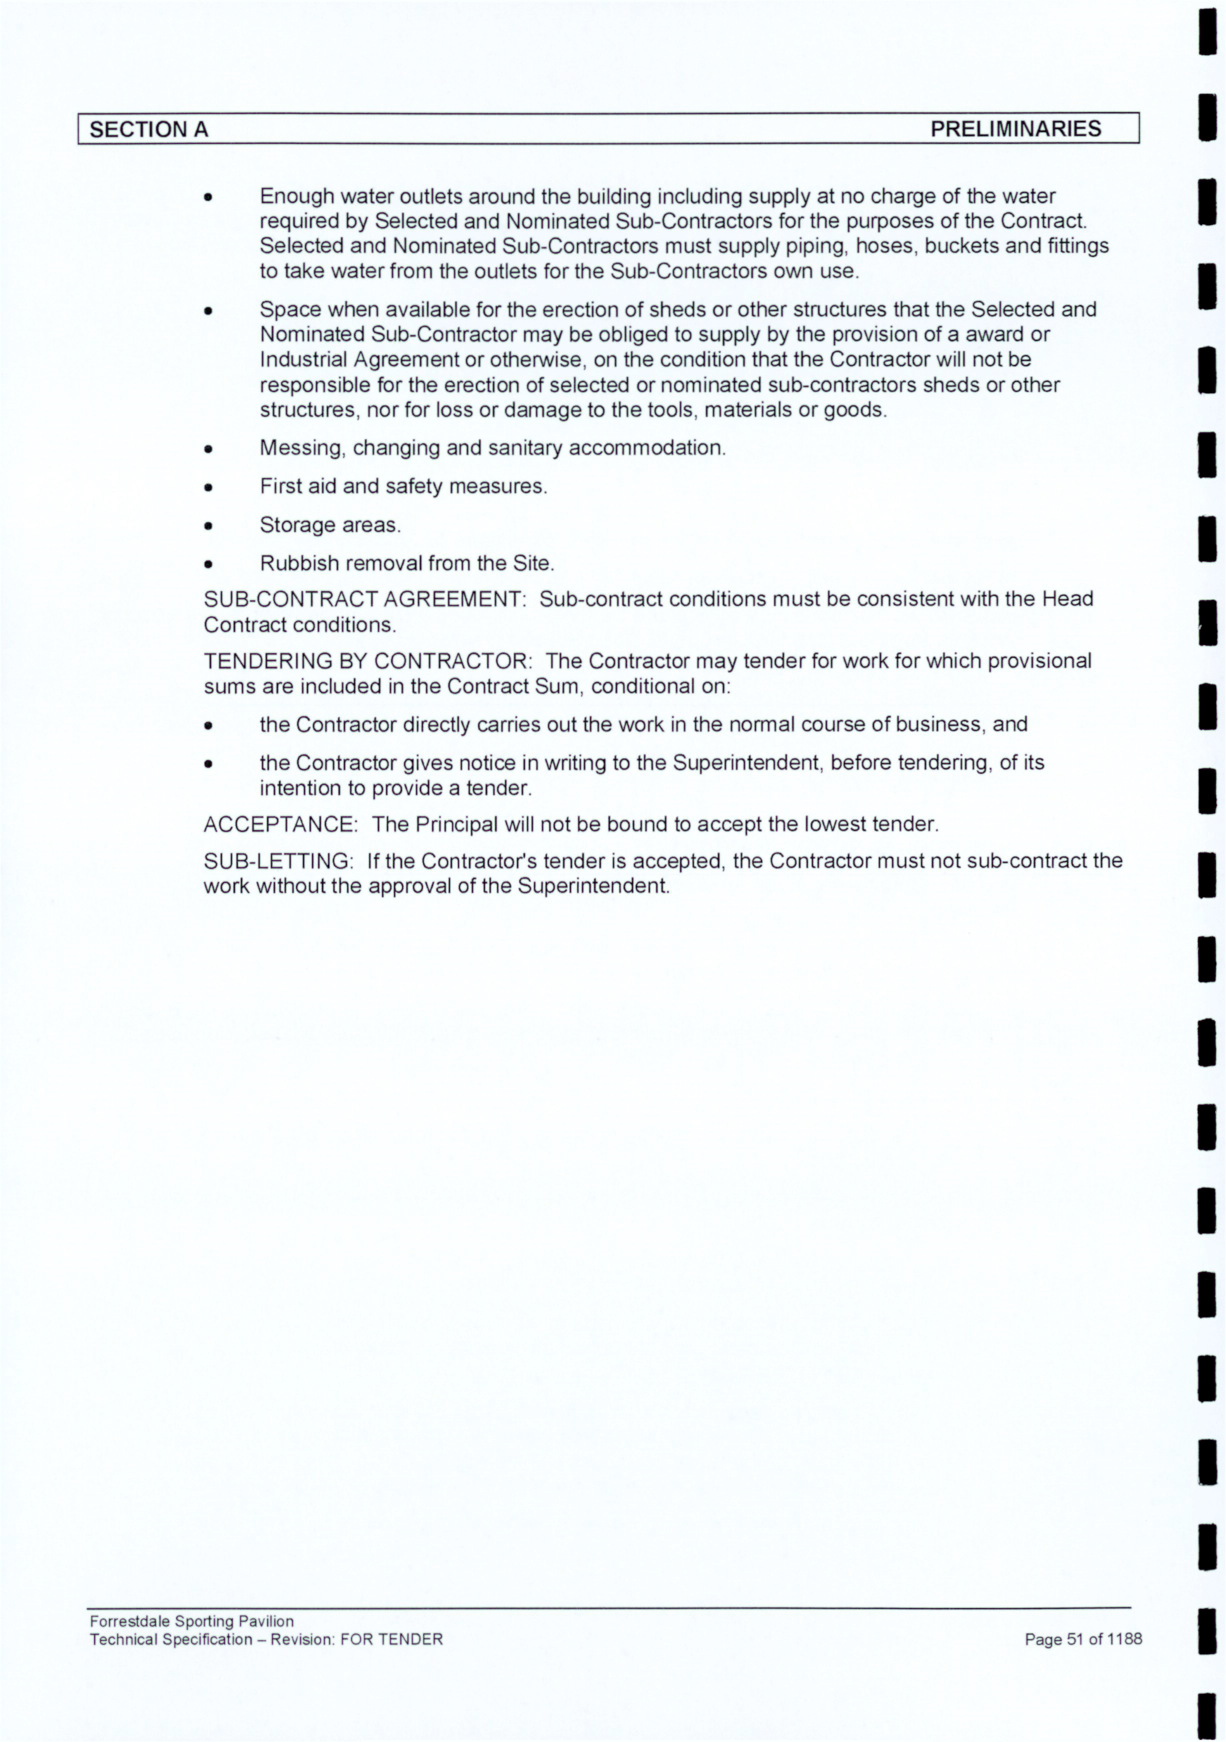 SECTION A PRELIMINARIES
• Enough water outlets around the building including supply at no charge of the water
required by Selected and Nominated Sub-Contractors for the purposes of the Contract.
Selected and Nominated Sub-Contractors must supply piping, hoses, buckets and fittings
to take water from the outlets for the Sub-Contractors own use.
• Space when available for the erection of sheds or other structures that the Selected and
Nominated Sub-Contractor may be obliged to supply by the provision of a award or
Industrial Agreement or otherwise, on the condition that the Contractor will not be
responsible for the erection of selected or nominated sub-contractors sheds or other
structures, nor for loss or damage to the tools, materials or goods.
• Messing, changing and sanitary accommodation.
• First aid and safety measures.
• Storage areas.
• Rubbish removal from the Site.
SUB-CONTRACT AGREEMENT: Sub-contract conditions must be consistent with the Head
Contract conditions.
TENDERING BY CONTRACTOR: The Contractor may tender for work for which provisional
sums are included in the Contract Sum, conditional on:
• the Contractor directly carries out the work in the normal course of business, and
• the Contractor gives notice in writing to the Superintendent, before tendering, of its
intention to provide a tender.
ACCEPTANCE: The Principal will not be bound to accept the lowest tender.
SUB-LETTING: If the Contractor's tender is accepted, the Contractor must not sub-contract the
work without the approval of the Superintendent.
Forrestdale Sporting Pavilion
Technical Specification – Revision: FOR TENDER Page 51 of 1188